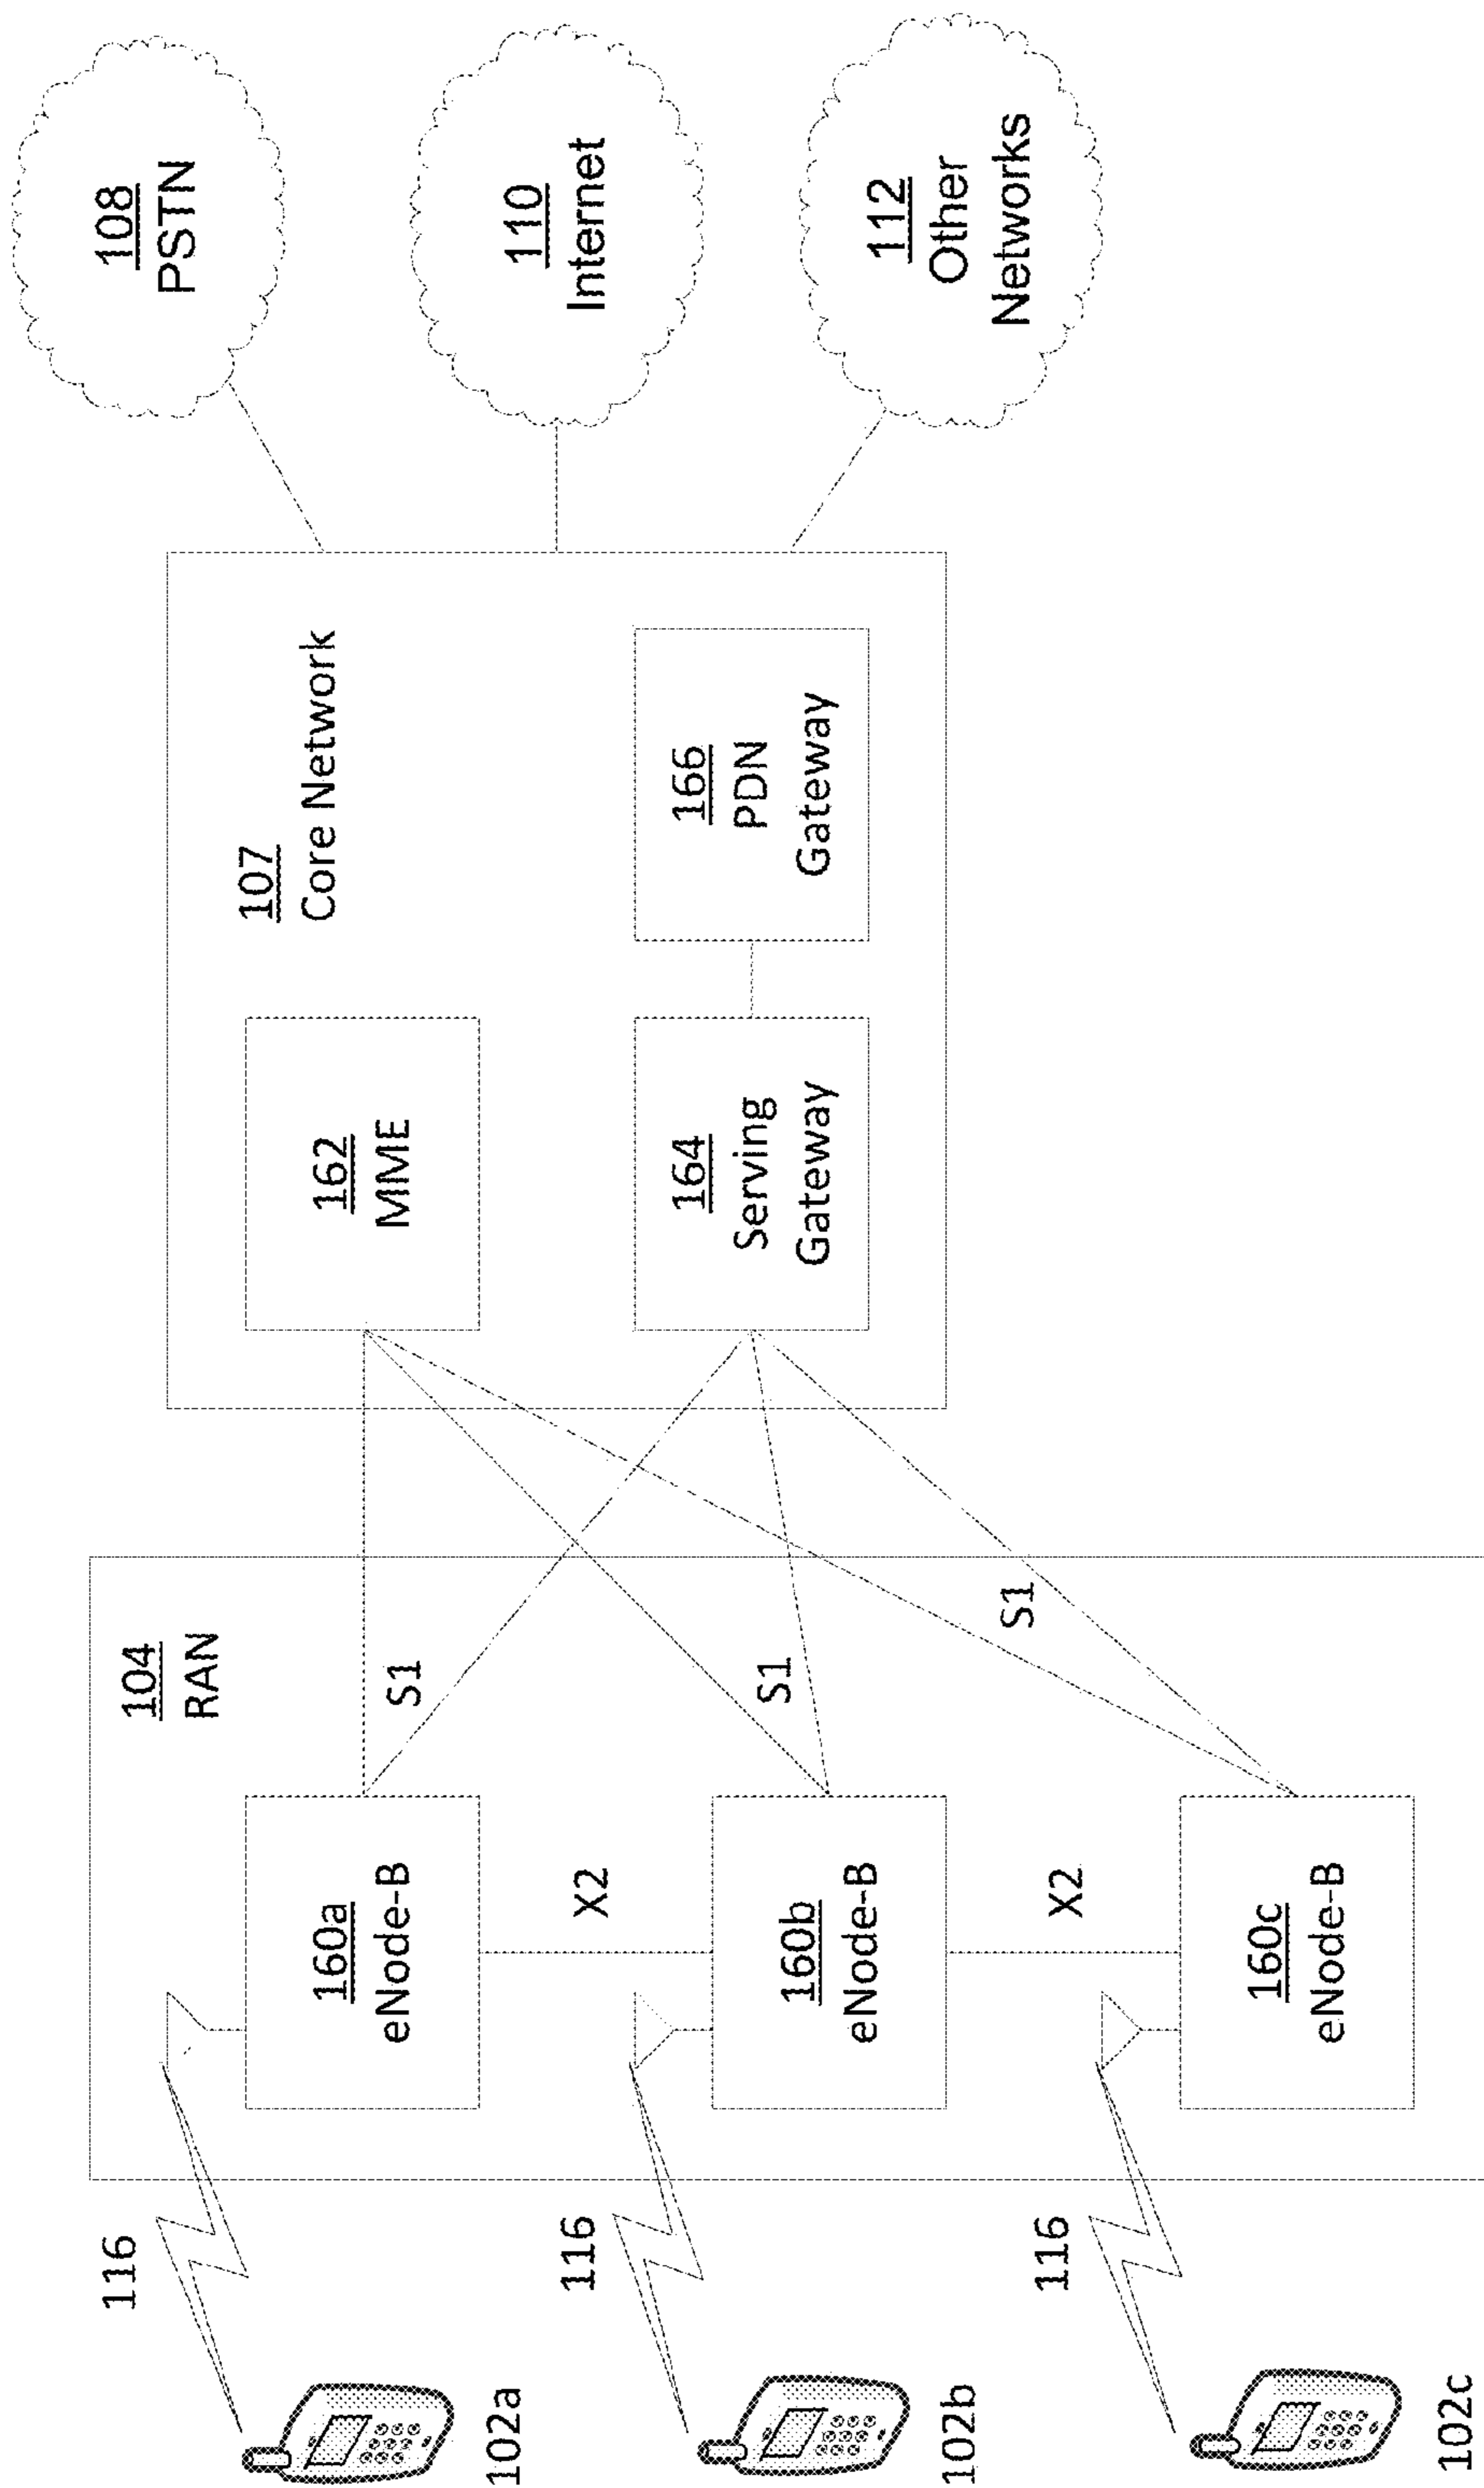 116
102a
116
102b
116
102c
104
RAN
160a
eNode-B
X2
160b
eNode-B
X2
160c
eNode-B
S1
S1
S1
107
Core Network
162
MME
164
Serving
Gateway
166
PDN
Gateway
108
PSTN
110
Internet
112
Other
Networks